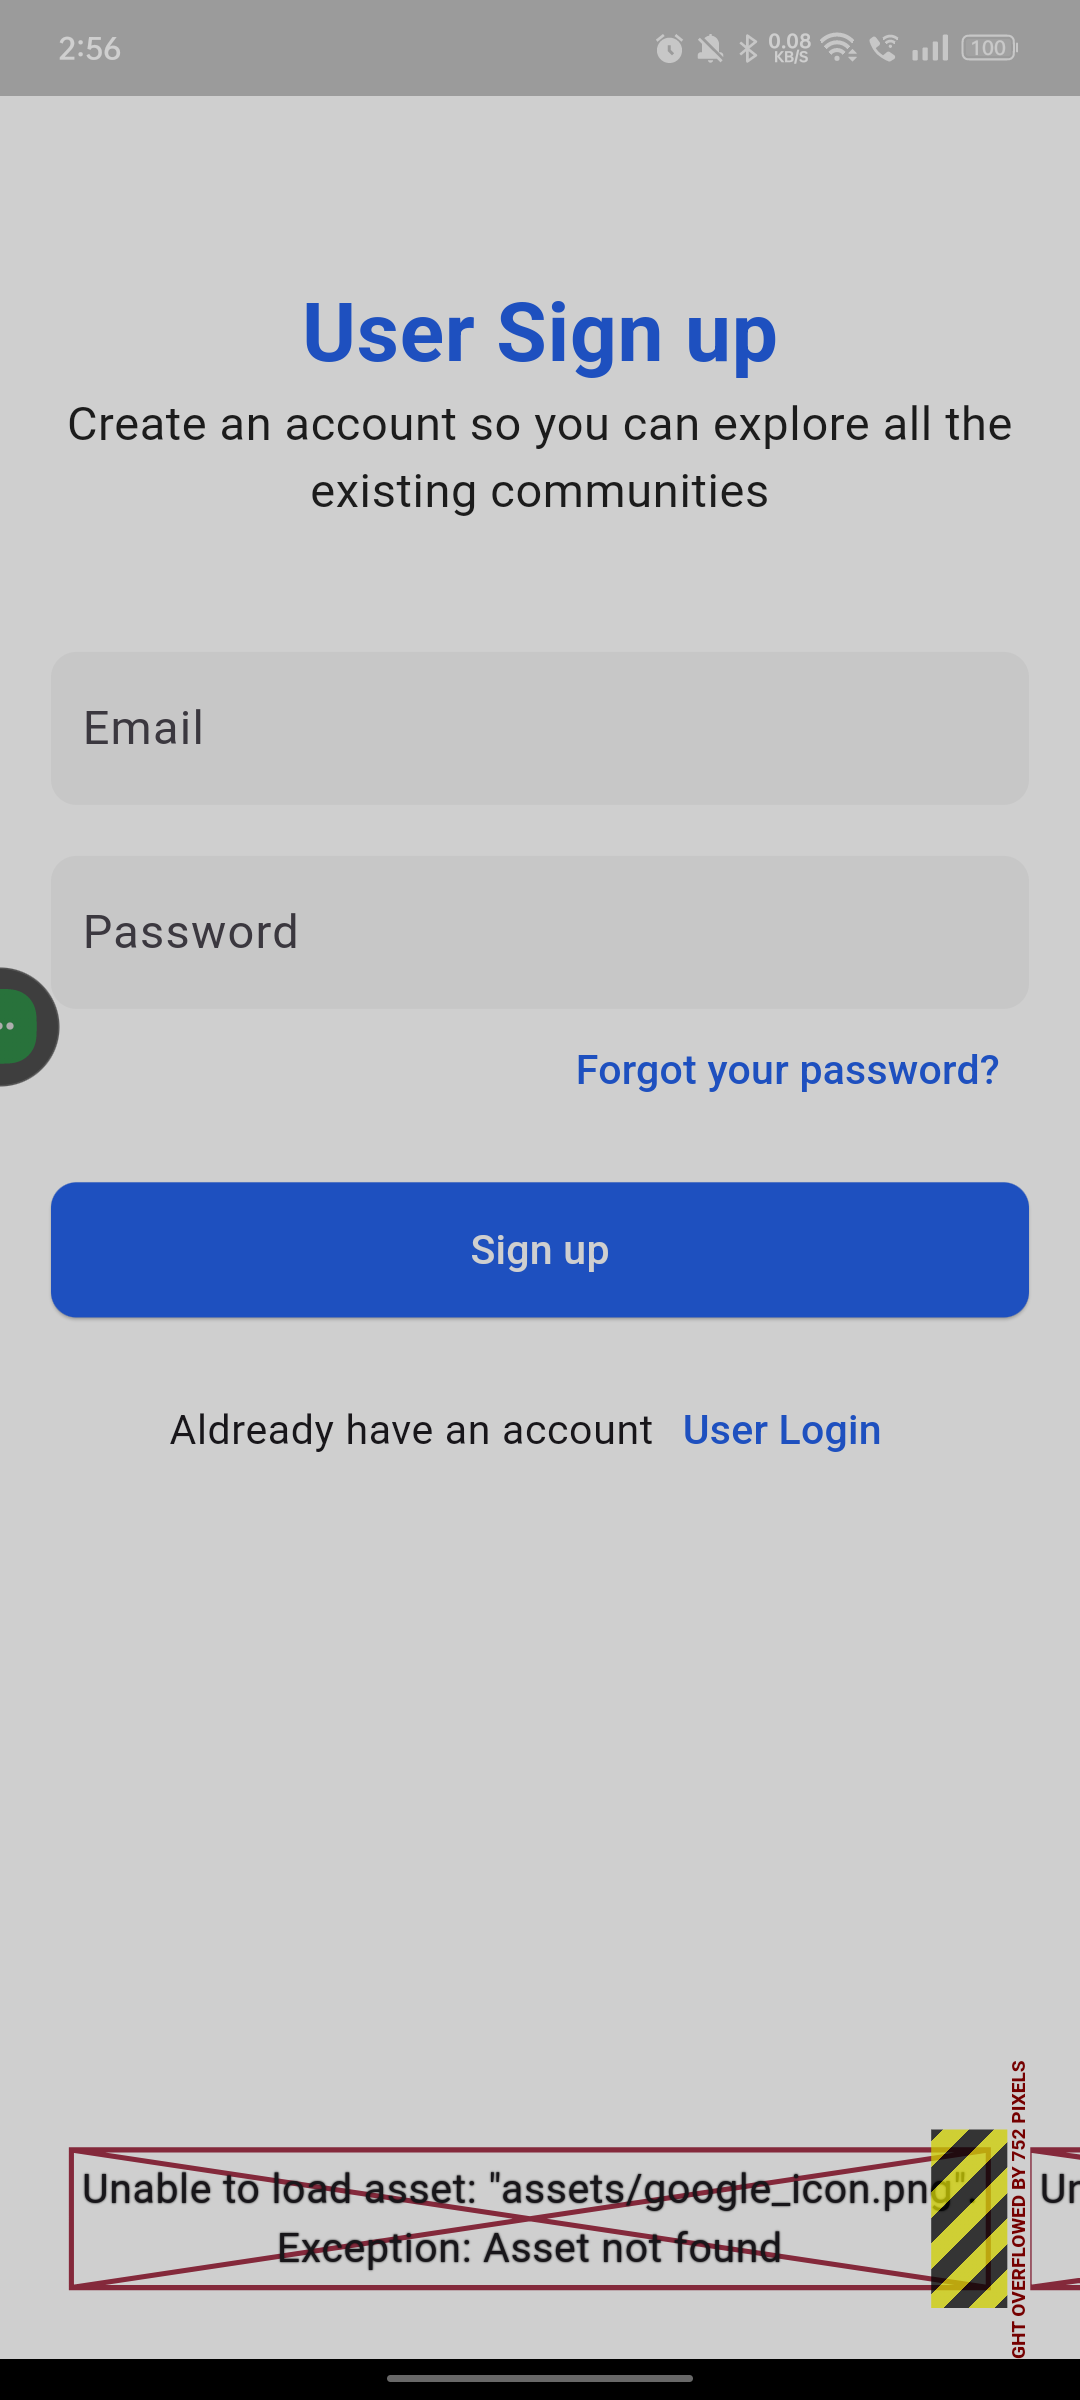 2:56
0.08
KB/S
100
User Sign up
Create an account so you can explore all the
existing communities
Email
Password
Forgot your password?
Sign up
Aldready have an account User Login
Unable to load asset: "assets/google_icon.png".
Exception: Asset not found
GHT OVERFLOWED BY 752 PIXELS
Un